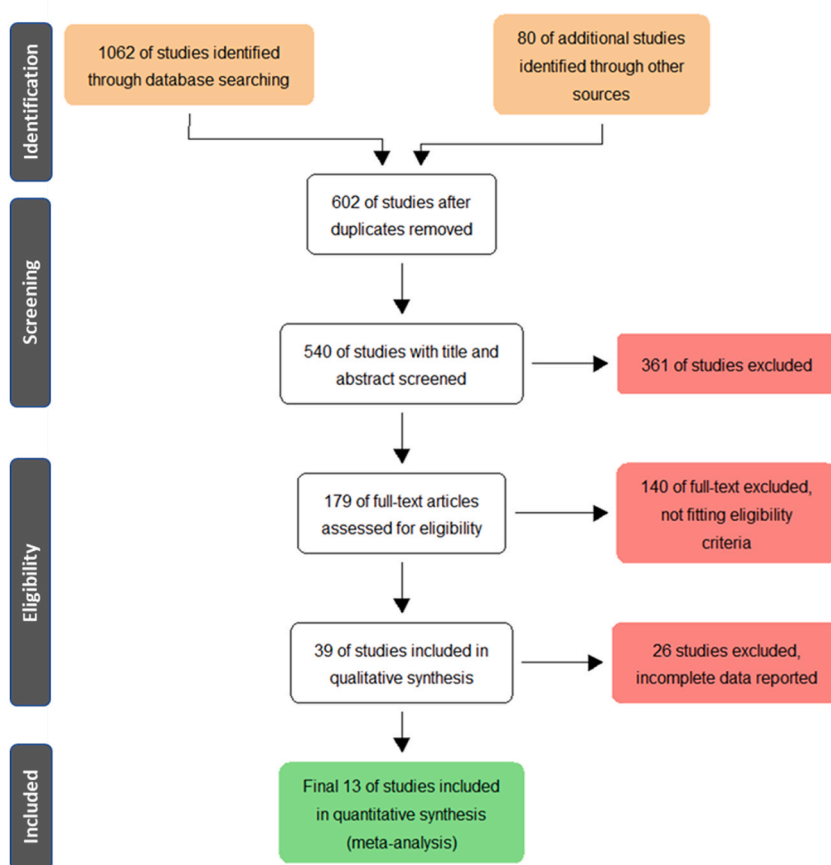 Identification
1062 of studies identified
through database searching
80 of additional studies
identified through other
sources
Screening
602 of studies after
duplicates removed
540 of studies with title and
abstract screened
361 of studies excluded
Eligibility
179 of full-text articles
assessed for eligibility
140 of full-text excluded,
not fitting eligibility
criteria
39 of studies included in
qualitative synthesis
26 studies excluded,
incomplete data reported
Included
Final 13 of studies included
in quantitative synthesis
(meta-analysis)